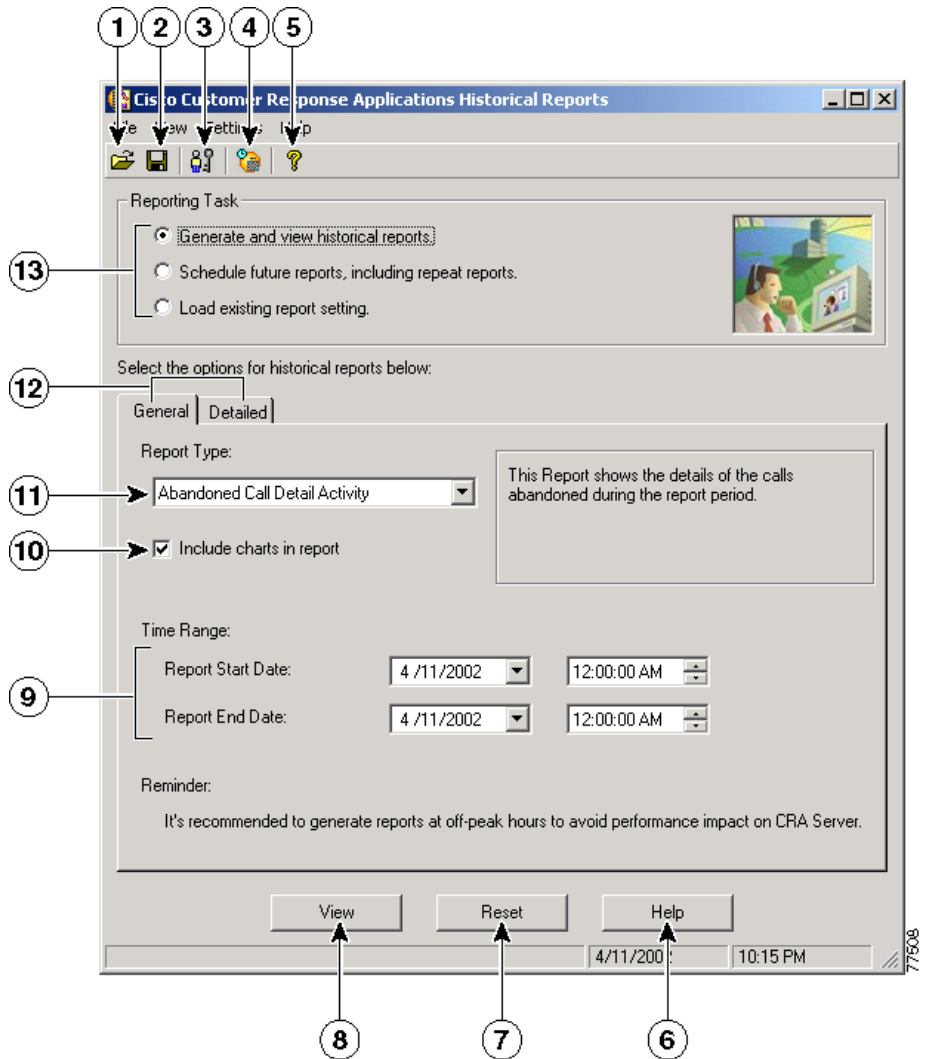 1 2 3 4 5
Cisco Customer Response Applications Historical Reports
Help
Reporting Task
Generate and view historical reports.
13
Schedule future reports, including repeat reports.
Load existing report setting.
Select the options for historical reports below:
12
General Detailed
Report Type:
This Report shows the details of the calls
abandoned during the report period.
11
Abandoned Call Detail Activity
10
Include charts in report
Time Range:
Report Start Date: 4 /11/2002 12:00:00 AM
9
Report End Date: 4 /11/2002 12:00:00 AM
Reminder:
It's recommended to generate reports at off-peak hours to avoid performance impact on CRA Server.
View Reset Help
4/11/2002 10:15 PM
77508
8 7 6